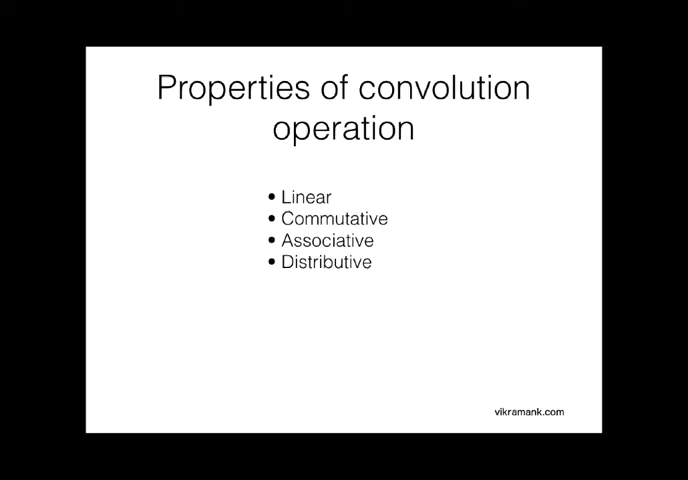 Properties of convolution
operation
• Linear
• Commutative
• Associative
• Distributive
vikramank.com